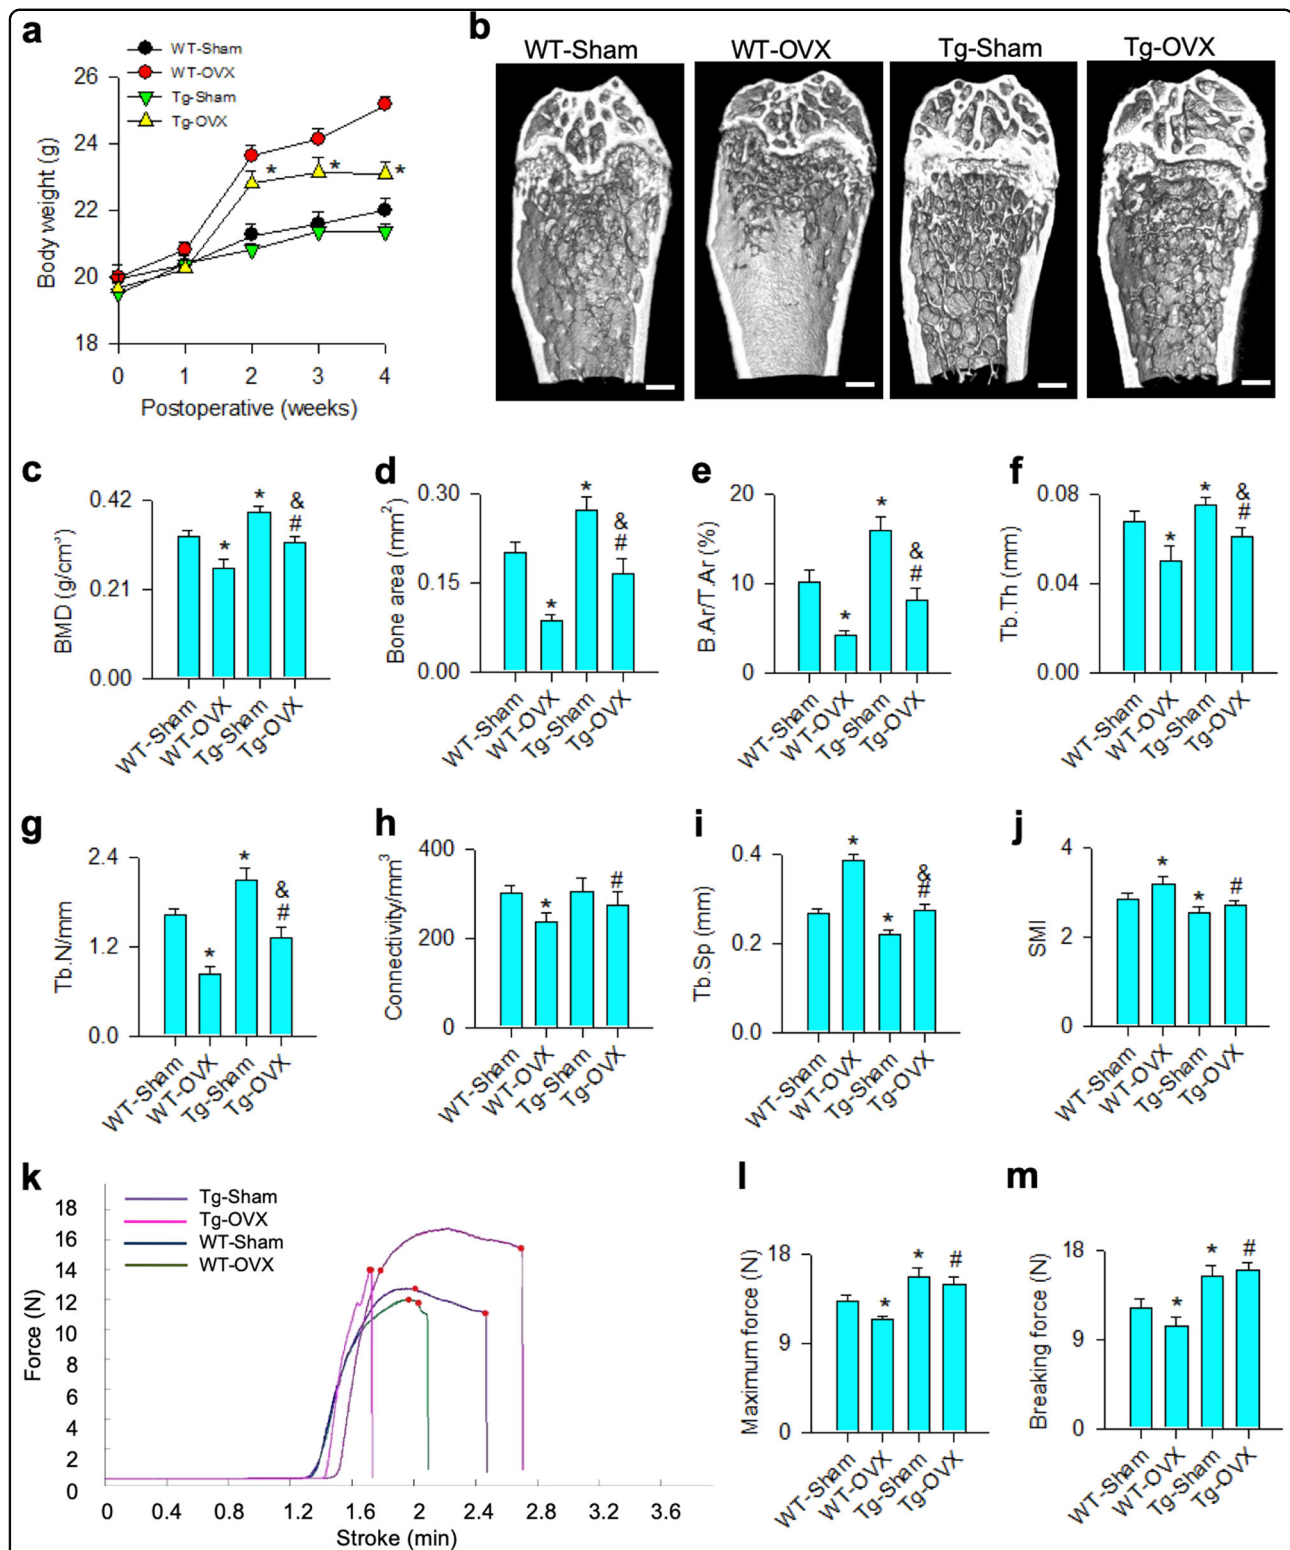 a
WT-Sham
WT-OVX
Tg-Sham
Tg-OVX
26
24
22
20
18
Body weight (g)
0 1 2 3 4
* * *
Postoperative (weeks)
b
WT-Sham WT-OVX Tg-Sham Tg-OVX
c
BMD (g/cm³)
0.42
0.21
0.00
* * & #
WT-Sham WT-OVX Tg-Sham Tg-OVX
d
Bone area (mm²)
0.30
0.15
0.00
* * & #
WT-Sham WT-OVX Tg-Sham Tg-OVX
e
B.Ar/T.Ar (%)
20
10
0
* * & #
WT-Sham WT-OVX Tg-Sham Tg-OVX
f
Tb.Th (mm)
0.08
0.04
0.00
* * & #
WT-Sham WT-OVX Tg-Sham Tg-OVX
g
Tb.N/mm
2.4
1.2
0.0
* * & #
WT-Sham WT-OVX Tg-Sham Tg-OVX
h
Connectivity/mm³
400
200
0
* #
WT-Sham WT-OVX Tg-Sham Tg-OVX
i
Tb.Sp (mm)
0.4
0.2
0.0
* * & #
WT-Sham WT-OVX Tg-Sham Tg-OVX
j
SMI
4
2
0
* * #
WT-Sham WT-OVX Tg-Sham Tg-OVX
k
Tg-Sham
Tg-OVX
WT-Sham
WT-OVX
Force (N)
18
16
14
12
10
8
6
4
2
0
0 0.4 0.8 1.2 1.6 2 2.4 2.8 3.2 3.6
Stroke (min)
l
Maximum force (N)
18
9
0
* * #
WT-Sham WT-OVX Tg-Sham Tg-OVX
m
Breaking force (N)
18
9
0
* * #
WT-Sham WT-OVX Tg-Sham Tg-OVX